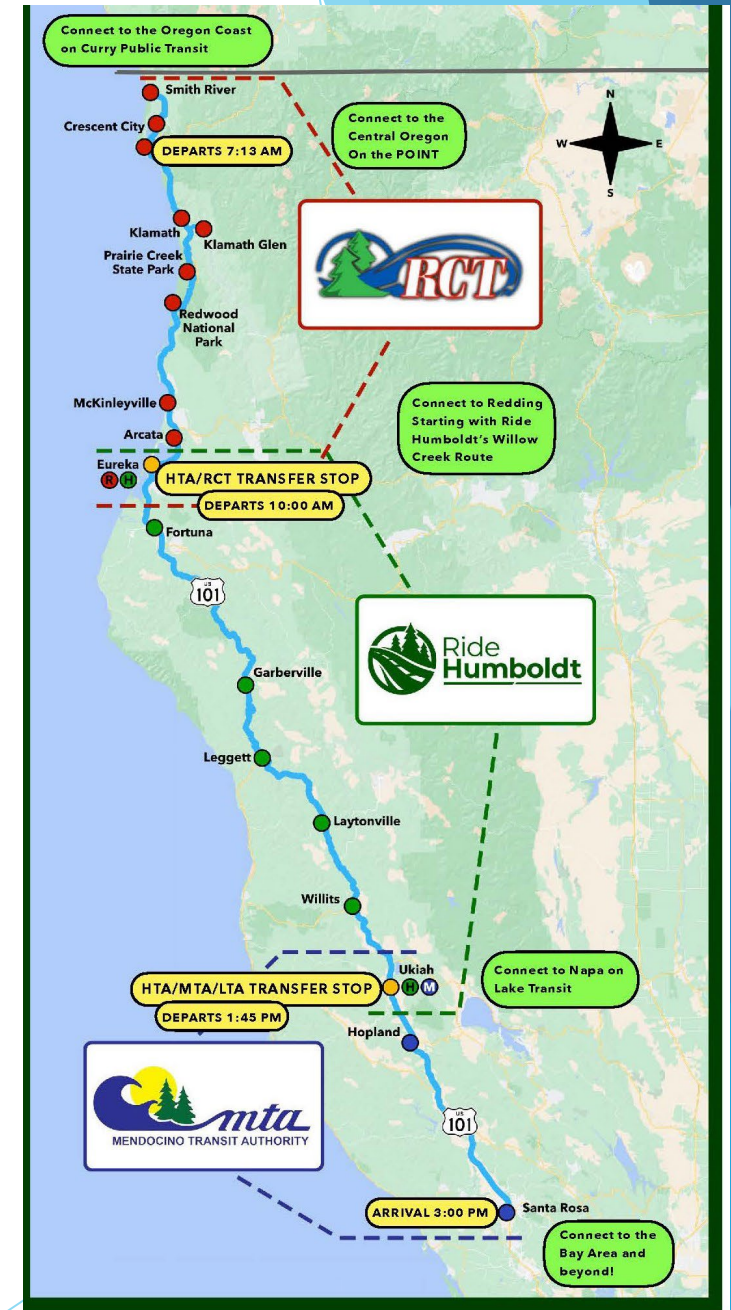 Connect to the Oregon Coast
on Curry Public Transit
Smith River
N
W
E
S
Connect to the
Central Oregon
On the POINT
Crescent City
DEPARTS 7:13 AM
Klamath
Klamath Glen
Prairie Creek
State Park
RCT
Redwood
National
Park
McKinleyville
Arcata
Connect to Redding
Starting with Ride
Humboldt's Willow
Creek Route
Eureka
R H
HTA/RCT TRANSFER STOP
DEPARTS 10:00 AM
Fortuna
US
101
Ride
Humboldt
Garberville
Leggett
Laytonville
Willits
Ukiah
H M
HTA/MTA/LTA TRANSFER STOP
DEPARTS 1:45 PM
Connect to Napa on
Lake Transit
Hopland
mta
MENDOCINO TRANSIT AUTHORITY
US
101
ARRIVAL 3:00 PM
Santa Rosa
Connect to the
Bay Area and
beyond!